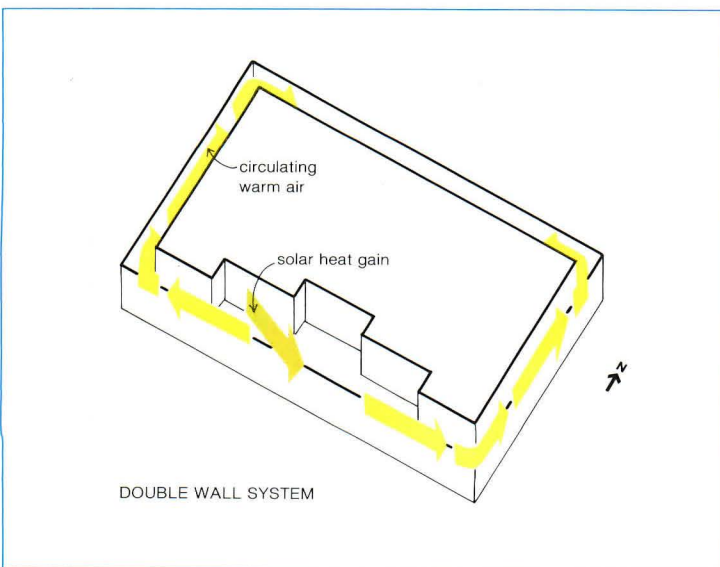 circulating
warm air
solar heat gain
N
DOUBLE WALL SYSTEM